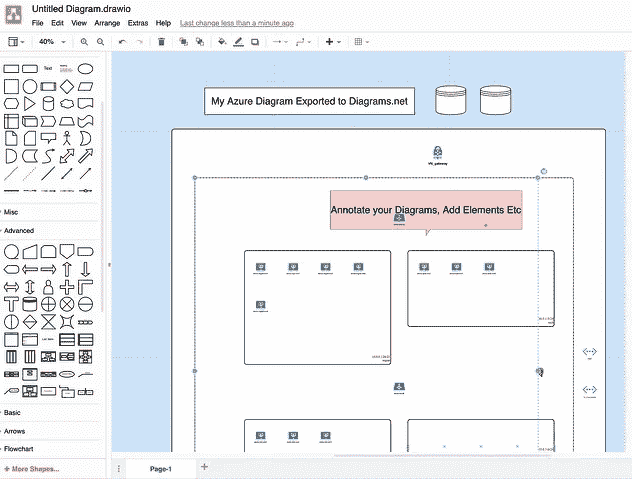 Untitled Diagram.drawio
File Edit View Arrange Extras Help Last change less than a minute ago
40%
Text
My Azure Diagram Exported to Diagrams.net
Annotate your Diagrams, Add Elements Etc
Misc
Advanced
Basic
Arrows
Flowchart
+ More Shapes...
Page-1